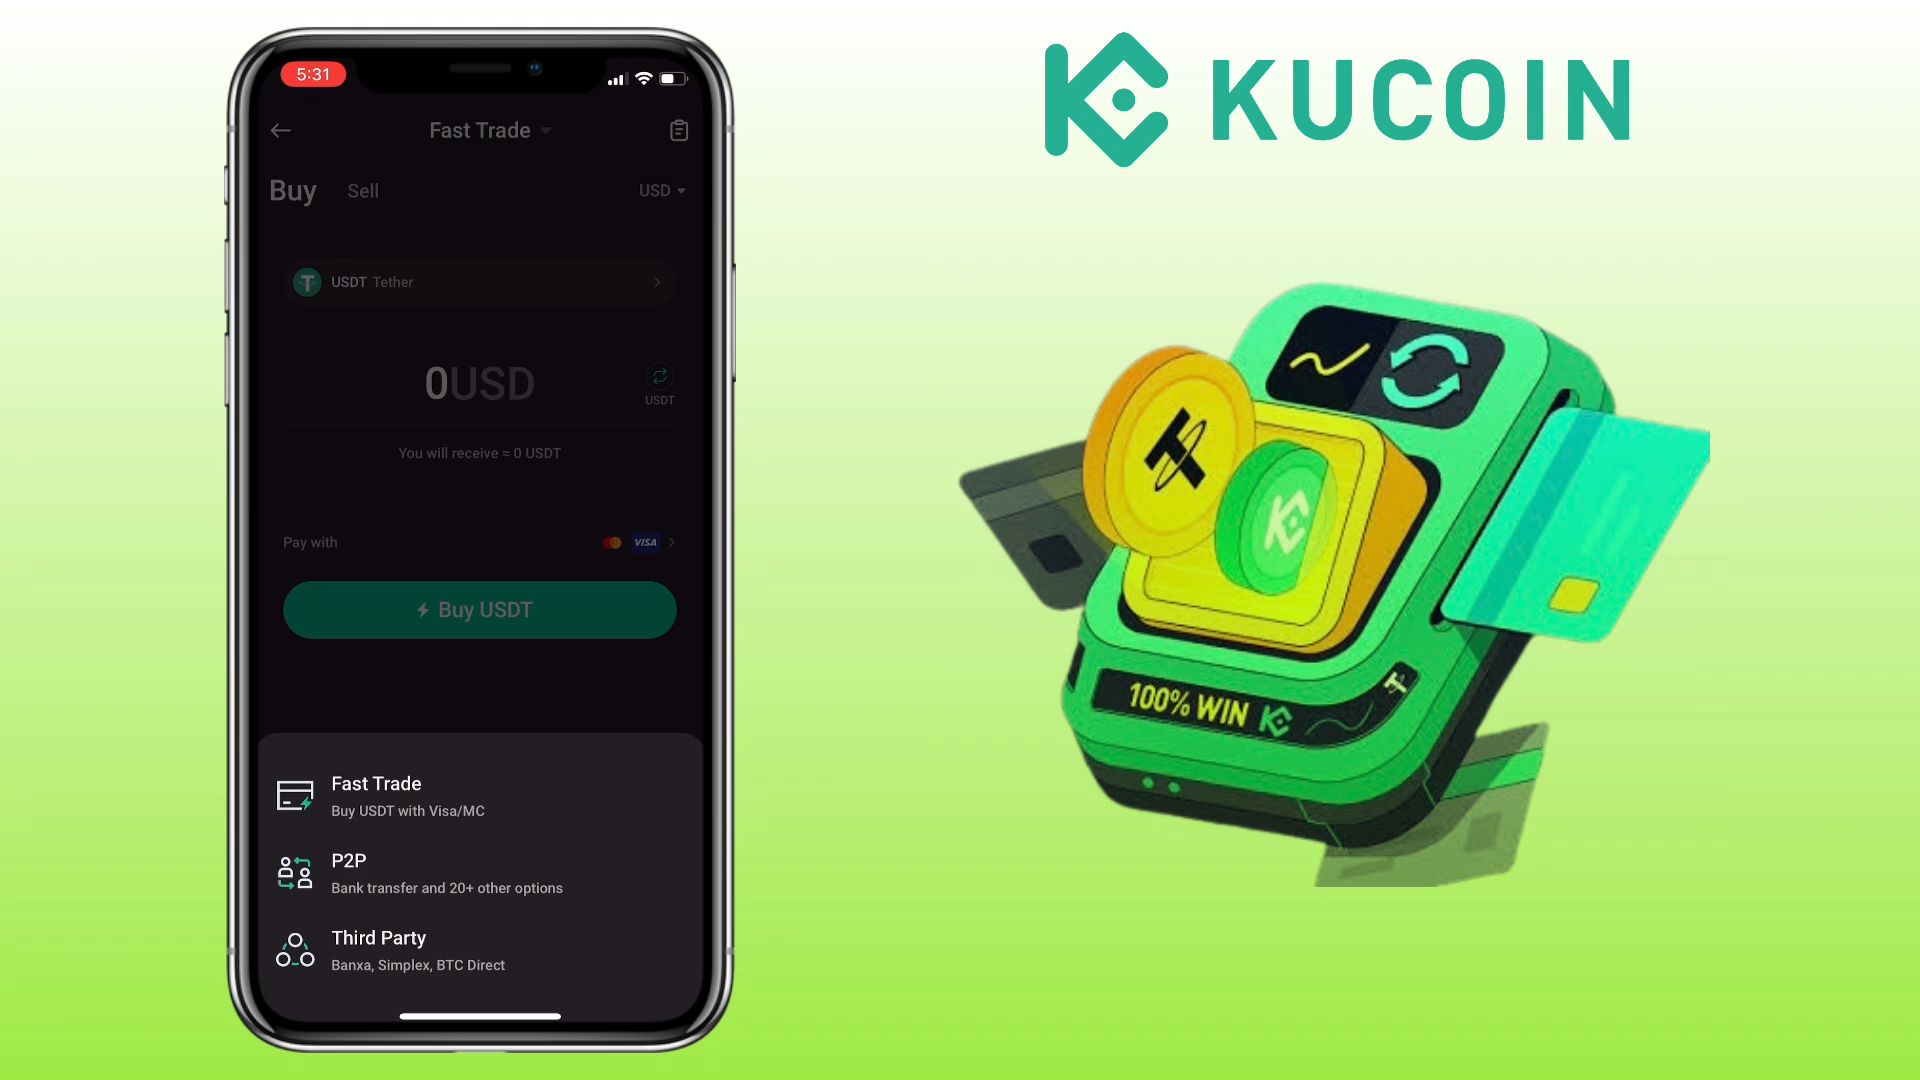 5:31
Fast Trade
Buy Sell USD
USDT Tether
0USD
USDT
You will receive ≈ 0 USDT
Pay with VISA
Buy USDT
Fast Trade
Buy USDT with Visa/MC
P2P
Bank transfer and 20+ other options
Third Party
Banxa, Simplex, BTC Direct
KUCOIN
100% WIN